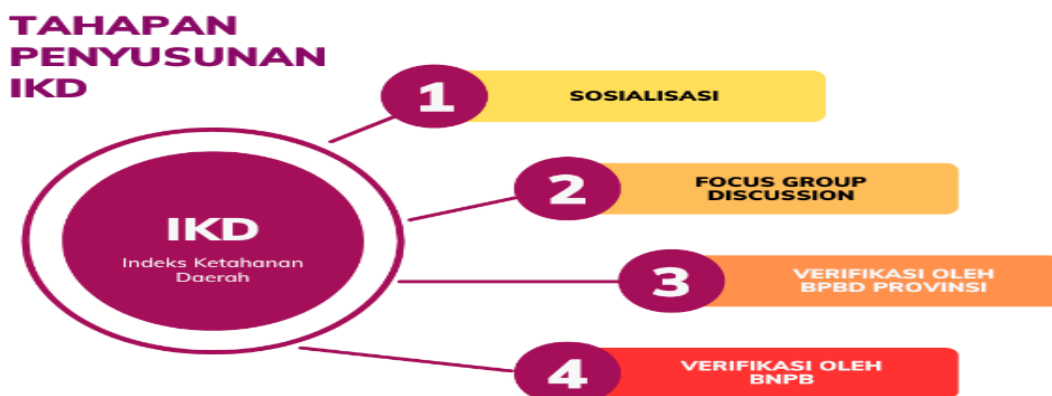 TAHAPAN
PENYUSUNAN
IKD
1
SOSIALISASI
2
FOCUS GROUP
DISCUSSION
IKD
Indeks Ketahanan
Daerah
3
VERIFIKASI OLEH
BPBD PROVINSI
4
VERIFIKASI OLEH
BNPB